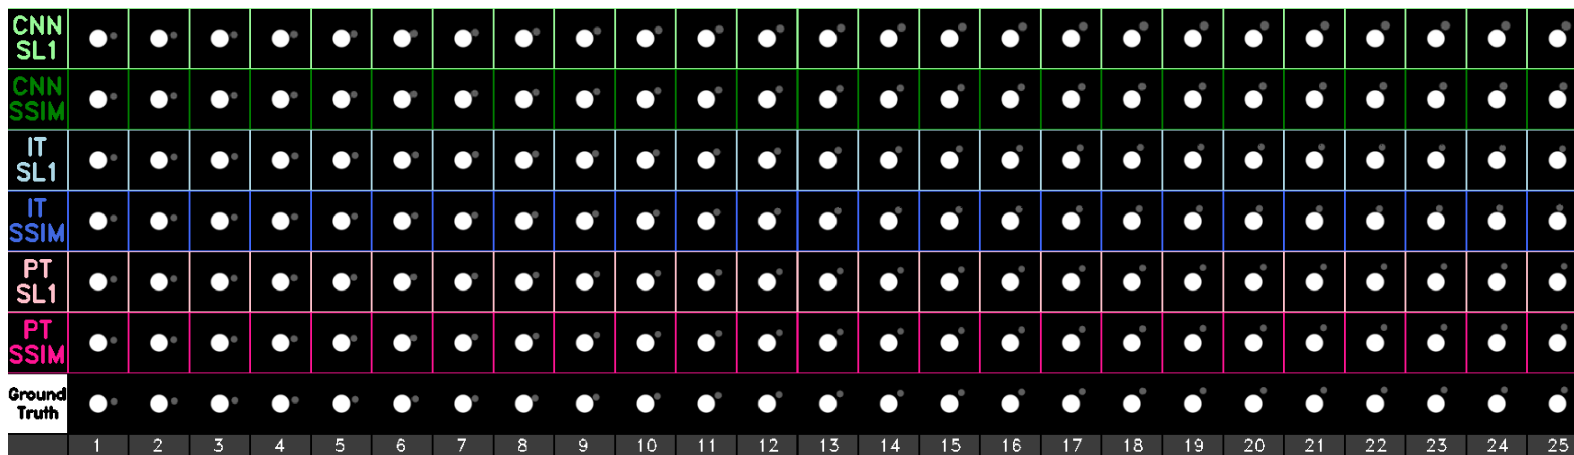 CNN
SL1
CNN
SSIM
IT
SL1
IT
SSIM
PT
SL1
PT
SSIM
Ground
Truth
1 2 3 4 5 6 7 8 9 10 11 12 13 14 15 16 17 18 19 20 21 22 23 24 25